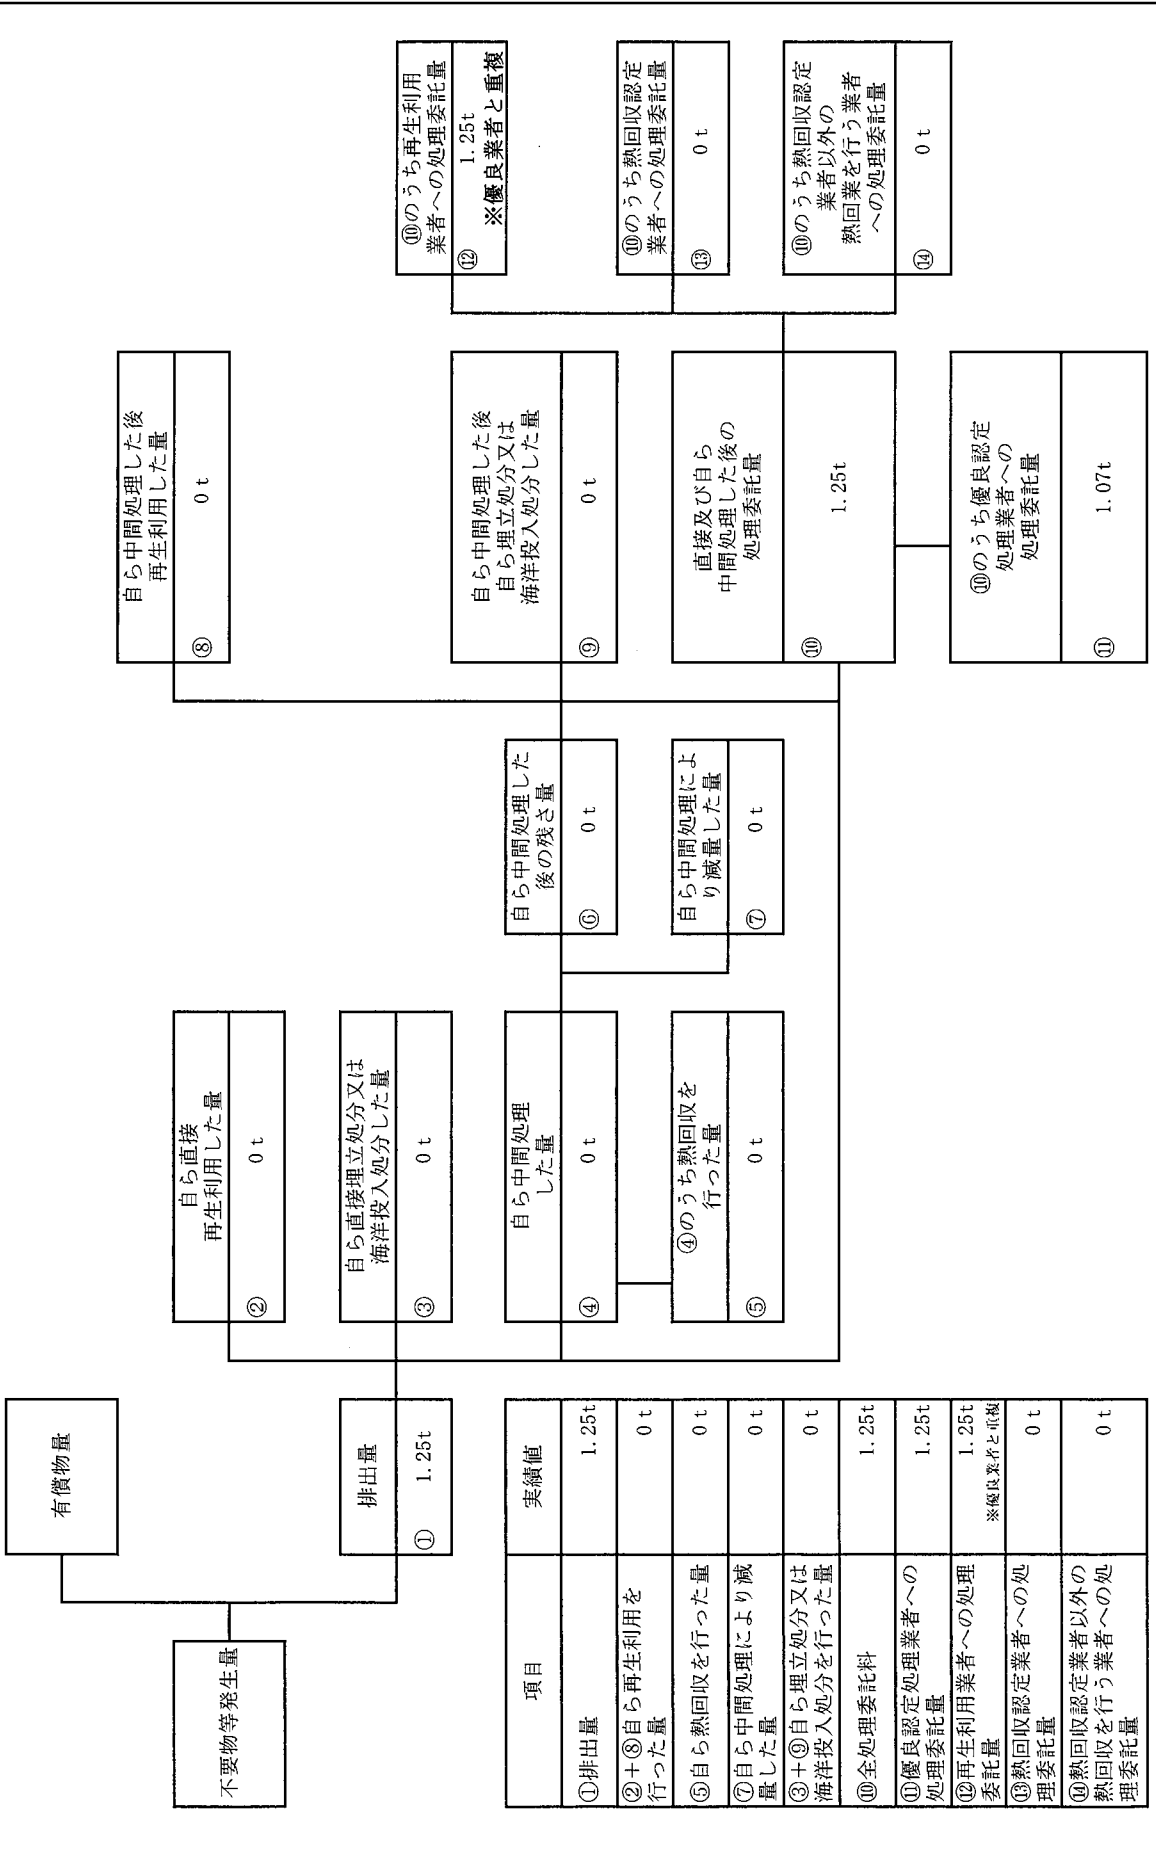 不要物等発生量
有償物量
排出量
① 1.25t
自ら直接
再生利用した量
② 0 t
自ら直接埋立処分又は
海洋投入処分した量
③ 0 t
自ら中間処理
した量
④ 0 t
④のうち熱回収を
行った量
⑤ 0 t
自ら中間処理した
後の残さ量
⑥ 0 t
自ら中間処理によ
り減量した量
⑦ 0 t
自ら中間処理した後
再生利用した量
⑧ 0 t
自ら中間処理した後
自ら埋立処分又は
海洋投入処分した量
⑨ 0 t
直接及び自ら
中間処理した後の
処理委託量
⑩ 1.25t
⑩のうち優良認定
処理業者への
処理委託量
⑪ 1.07t
⑩のうち再生利用
業者への処理委託量
⑫ 1.25t
※優良業者と重複
⑩のうち熱回収認定
業者への処理委託量
⑬ 0 t
⑩のうち熱回収認定
業者以外の
熱回業を行う業者
への処理委託量
⑭ 0 t
項目 実績値
①排出量 1.25t
②+⑧自ら再生利用を
行った量 0 t
⑤自ら熱回収を行った量 0 t
⑦自ら中間処理により減
量した量 0 t
③+⑨自ら埋立処分又は
海洋投入処分を行った量 0 t
⑩全処理委託料 1.25t
⑪優良認定処理業者への
処理委託量 1.25t
⑫再生利用業者への処理
委託量 1.25t
※優良業者と重複
⑬熱回収認定業者への処
理委託量 0 t
⑭熱回収認定業者以外の
熱回収を行う業者への処
理委託量 0 t